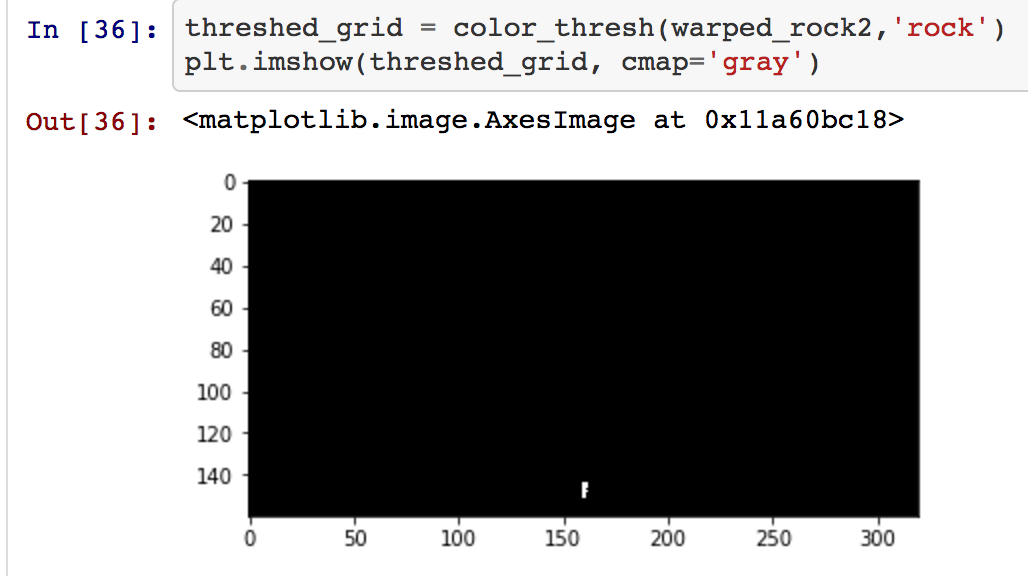 In [36]: threshed_grid = color_thresh(warped_rock2,'rock')
plt.imshow(threshed_grid, cmap='gray')
Out[36]: <matplotlib.image.AxesImage at 0x11a60bc18>
0
20
40
60
80
100
120
140
0 50 100 150 200 250 300